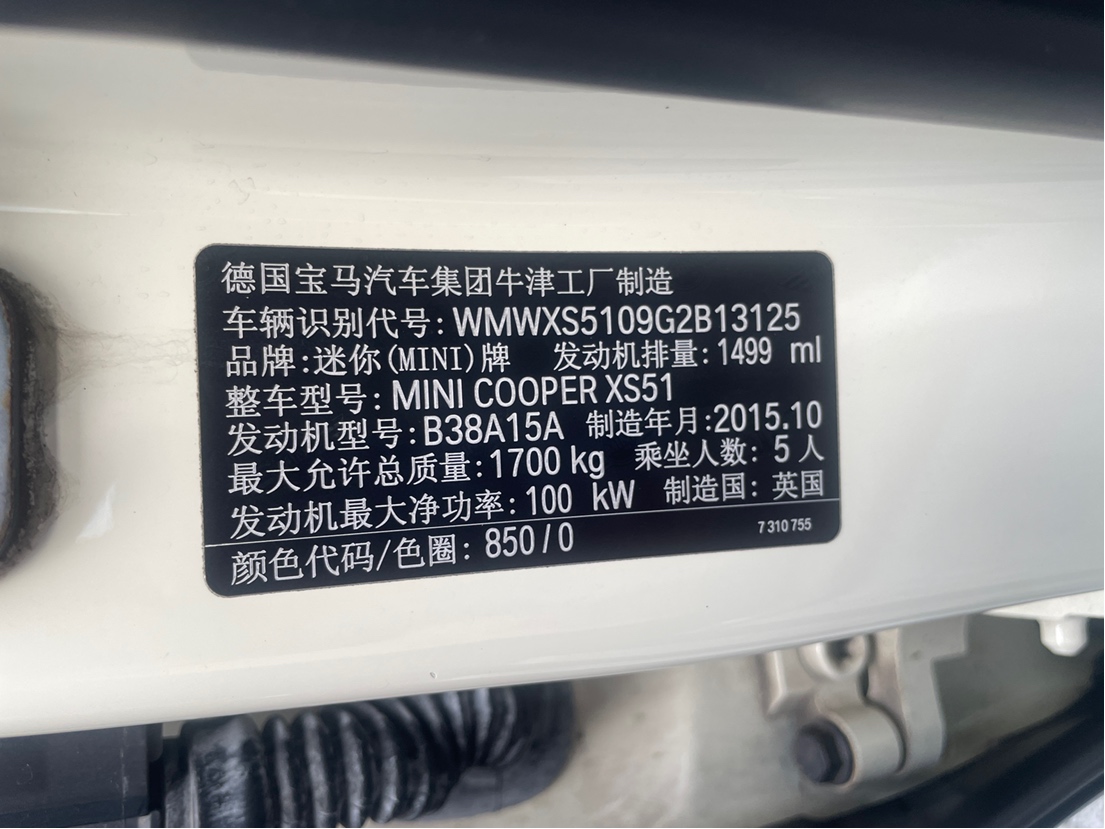 德国宝马汽车集团牛津工厂制造
车辆识别代号: WMWXS5109G2B13125
品牌:迷你(MINI)牌 发动机排量:1499 ml
整车型号: MINI COOPER XS51
发动机型号:B38A15A 制造年月:2015.10
最大允许总质量:1700 kg 乘坐人数: 5 人
发动机最大净功率:100 kW 制造国: 英国
颜色代码/色圈: 850 / 0 7 310 755